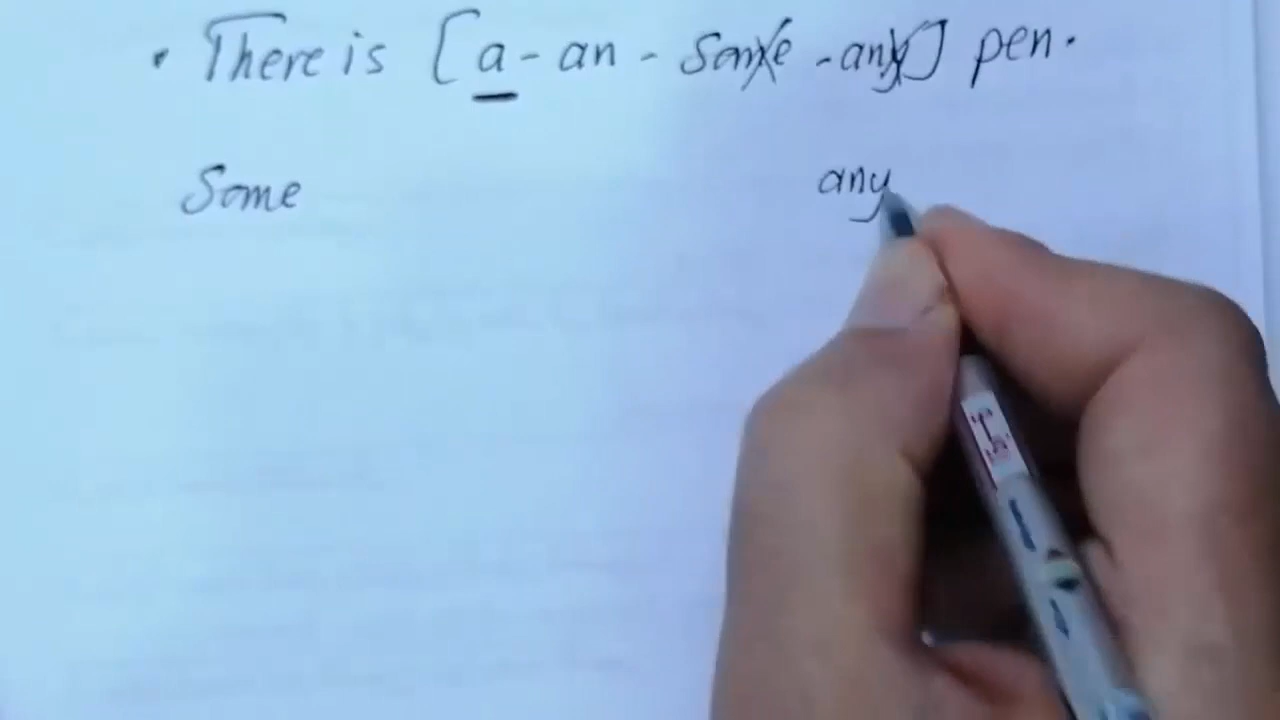 • There is [a - an - some - any] pen.
Some any